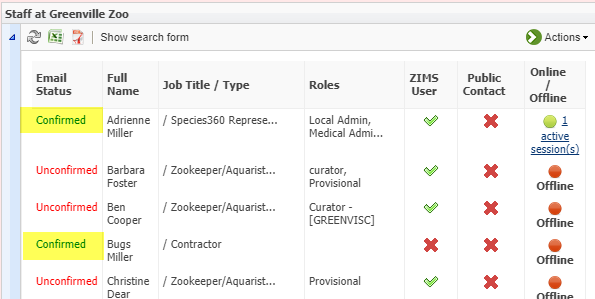 Staff at Greenville Zoo
Show search form
Actions
Email Status Full Name Job Title / Type Roles ZIMS User Public Contact Online / Offline
Confirmed Adrienne Miller / Species360 Represe... Local Admin, Medical Admi... 1 active session(s)
Unconfirmed Barbara Foster / Zookeeper/Aquarist... curator, Provisional Offline
Unconfirmed Ben Cooper / Zookeeper/Aquarist... Curator - [GREENVISC] Offline
Confirmed Bugs Miller / Contractor Offline
Unconfirmed Christine Dear / Zookeeper/Aquarist... Provisional Offline